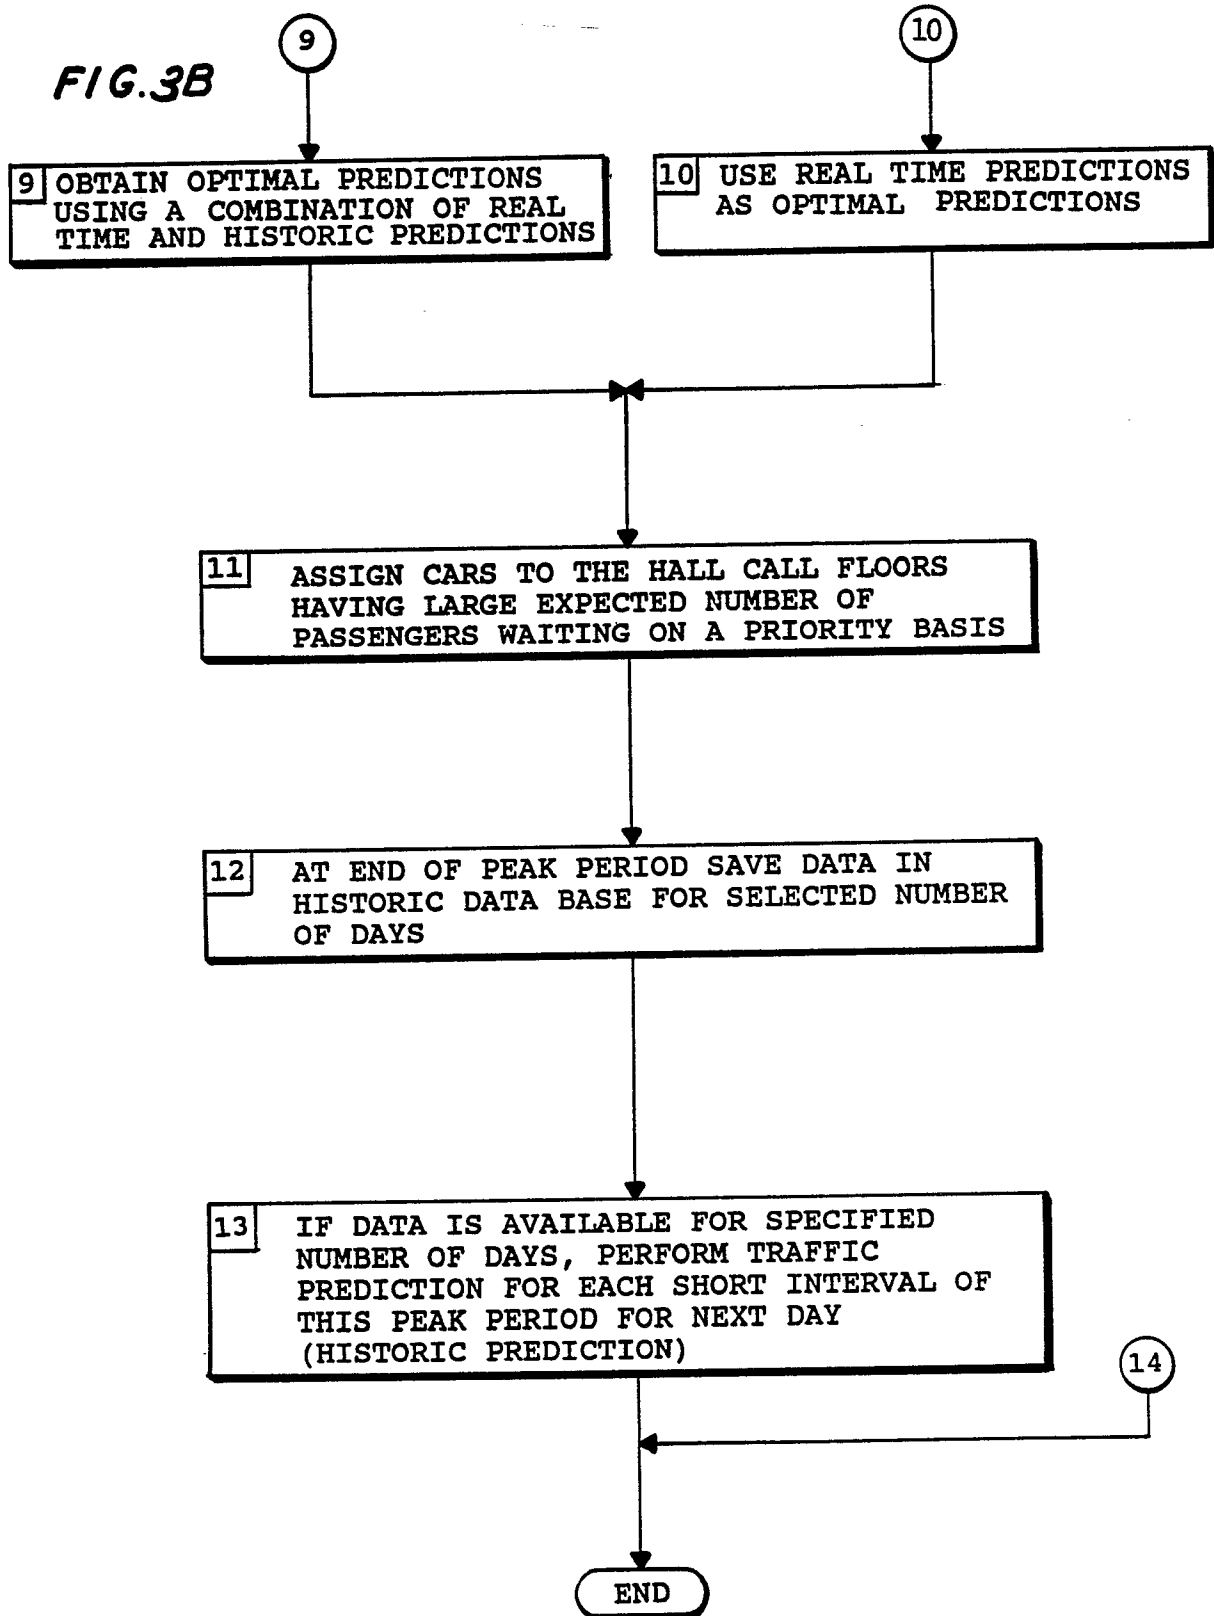 9
10
FIG.3B
9 OBTAIN OPTIMAL PREDICTIONS
USING A COMBINATION OF REAL
TIME AND HISTORIC PREDICTIONS
10 USE REAL TIME PREDICTIONS
AS OPTIMAL PREDICTIONS
11 ASSIGN CARS TO THE HALL CALL FLOORS
HAVING LARGE EXPECTED NUMBER OF
PASSENGERS WAITING ON A PRIORITY BASIS
12 AT END OF PEAK PERIOD SAVE DATA IN
HISTORIC DATA BASE FOR SELECTED NUMBER
OF DAYS
13 IF DATA IS AVAILABLE FOR SPECIFIED
NUMBER OF DAYS, PERFORM TRAFFIC
PREDICTION FOR EACH SHORT INTERVAL OF
THIS PEAK PERIOD FOR NEXT DAY
(HISTORIC PREDICTION)
14
END